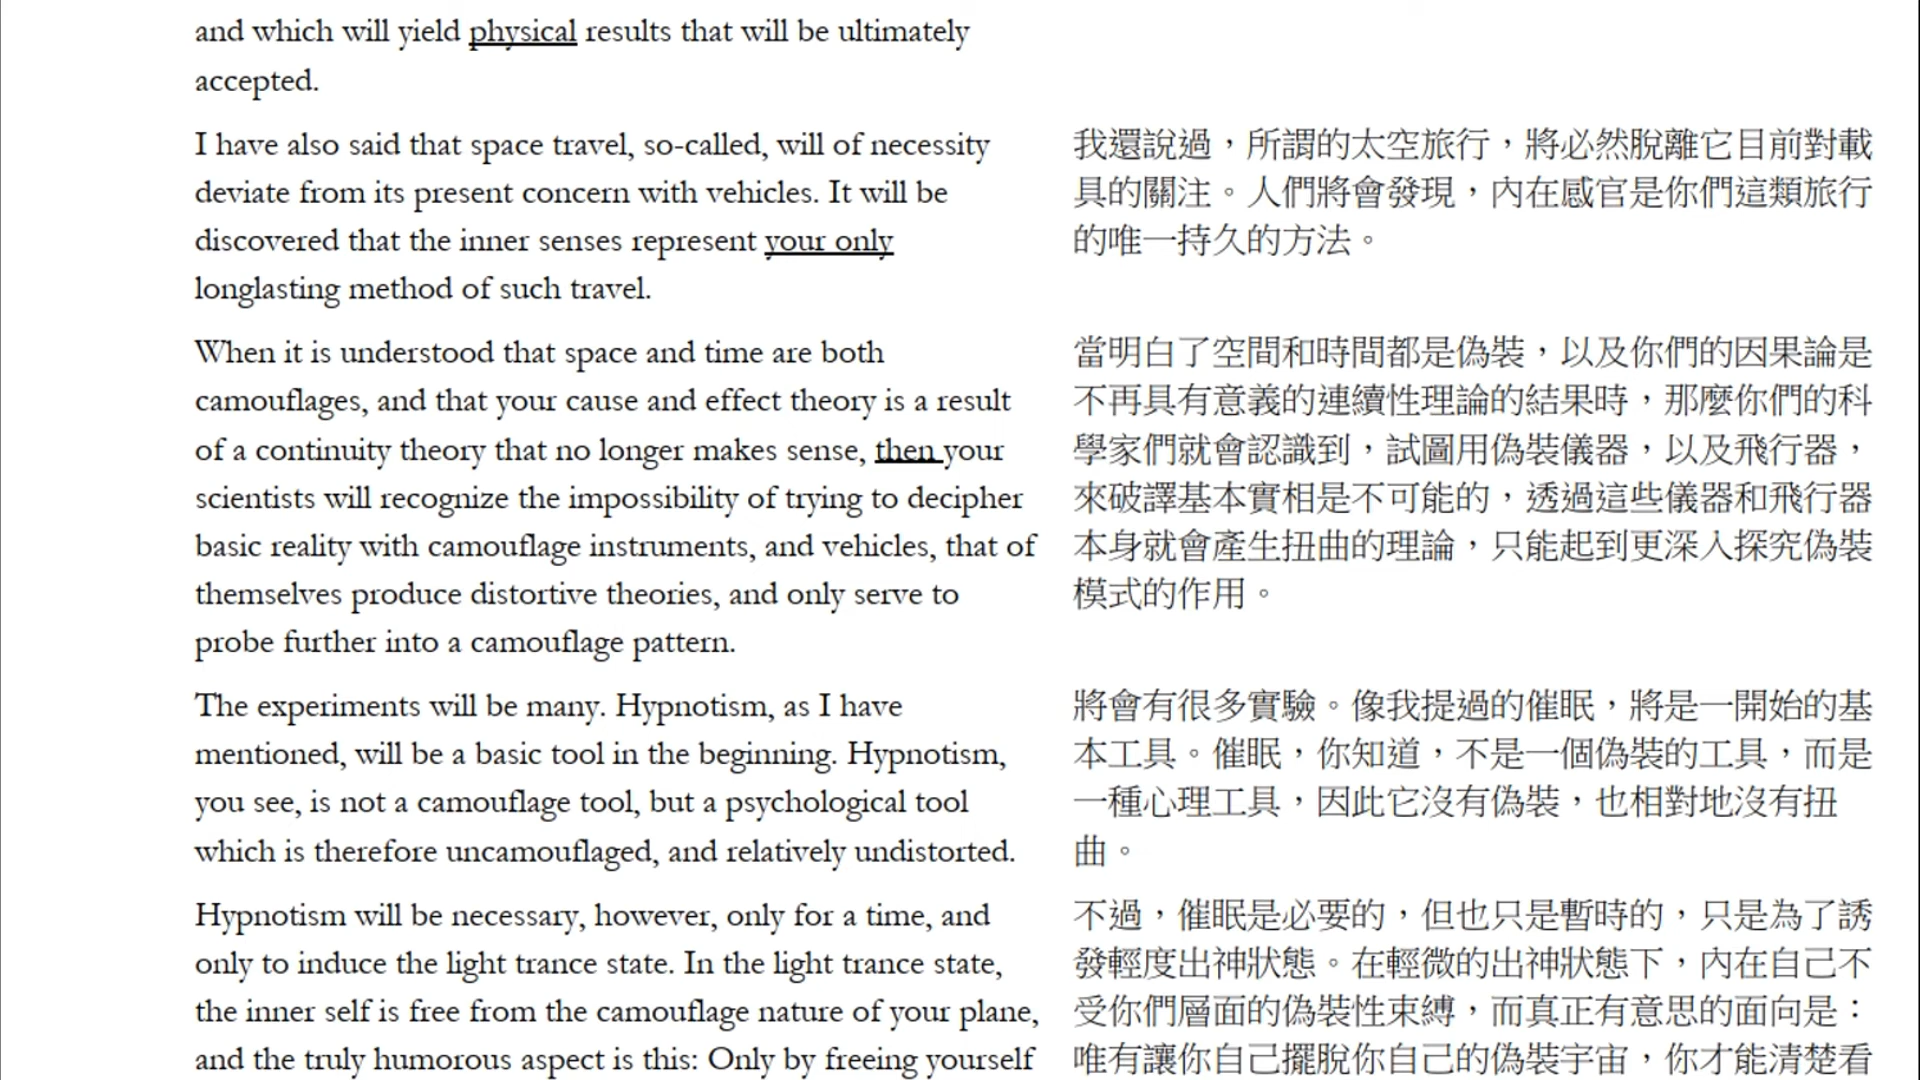 and which will yield physical results that will be ultimately
accepted.
I have also said that space travel, so-called, will of necessity
deviate from its present concern with vehicles. It will be
discovered that the inner senses represent your only
longlasting method of such travel.
我還說過，所謂的太空旅行，將必然脫離它目前對載
具的關注。人們將會發現，內在感官是你們這類旅行
的唯一持久的方法。
When it is understood that space and time are both
camouflages, and that your cause and effect theory is a result
of a continuity theory that no longer makes sense, then your
scientists will recognize the impossibility of trying to decipher
basic reality with camouflage instruments, and vehicles, that of
themselves produce distortive theories, and only serve to
probe further into a camouflage pattern.
當明白了空間和時間都是偽裝，以及你們的因果論是
不再具有意義的連續性理論的結果時，那麼你們的科
學家們就會認識到，試圖用偽裝儀器，以及飛行器，
來破譯基本實相是不可能的，透過這些儀器和飛行器
本身就會產生扭曲的理論，只能起到更深入探究偽裝
模式的作用。
The experiments will be many. Hypnotism, as I have
mentioned, will be a basic tool in the beginning. Hypnotism,
you see, is not a camouflage tool, but a psychological tool
which is therefore uncamouflaged, and relatively undistorted.
將會有很多實驗。像我提過的催眠，將是一開始的基
本工具。催眠，你知道，不是一個偽裝的工具，而是
一種心理工具，因此它沒有偽裝，也相對地沒有扭
曲。
Hypnotism will be necessary, however, only for a time, and
only to induce the light trance state. In the light trance state,
the inner self is free from the camouflage nature of your plane,
and the truly humorous aspect is this: Only by freeing yourself
不過，催眠是必要的，但也只是暫時的，只是為了誘
發輕度出神狀態。在輕微的出神狀態下，內在自己不
受你們層面的偽裝性束縛，而真正有意思的面向是：
唯有讓你自己擺脫你自己的偽裝宇宙，你才能清楚看